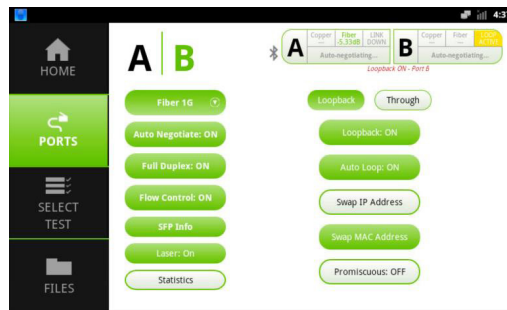 4:37
HOME
PORTS
SELECT
TEST
FILES
A B
A
Copper
---
Fiber
-5.33dB
LINK
DOWN
Auto-negotiating...
B
Copper
---
Fiber
---
LOOP
ACTIVE
Auto-negotiating...
Loopback ON - Port B
Fiber 1G
Auto Negotiate: ON
Full Duplex: ON
Flow Control: ON
SFP Info
Laser: On
Statistics
Loopback
Through
Loopback: ON
Auto Loop: ON
Swap IP Address
Swap MAC Address
Promiscuous: OFF